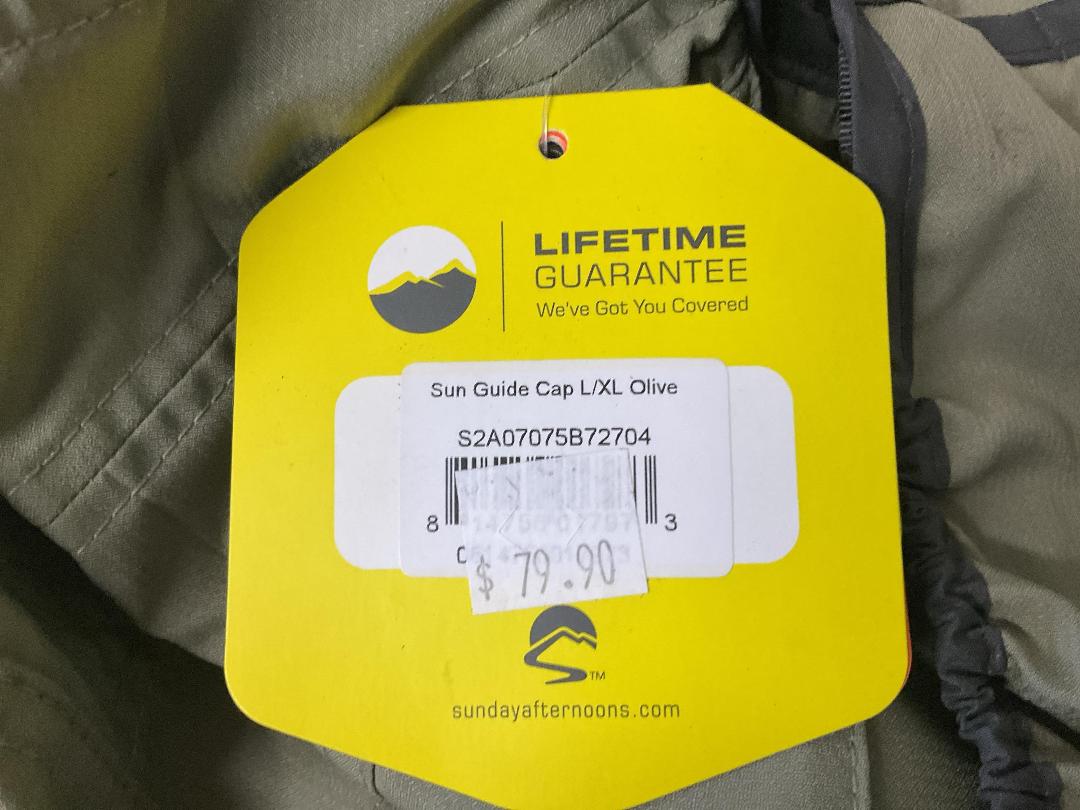 LIFETIME
GUARANTEE
We've Got You Covered
Sun Guide Cap L/XL Olive
S2A07075B72704
8 3
$ 79.90
TM
sundayafternoons.com